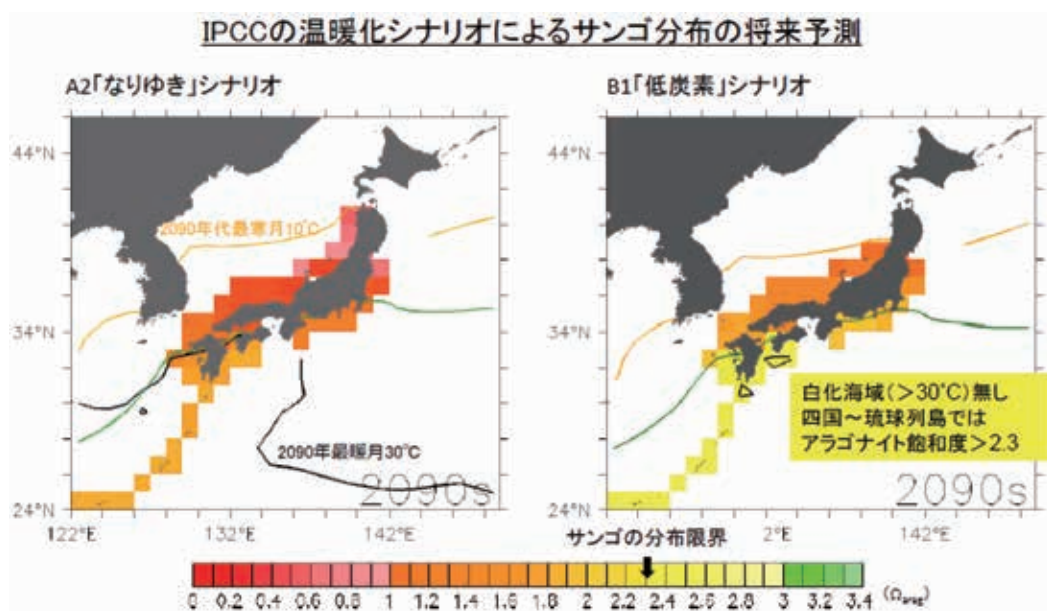 IPCCの温暖化シナリオによるサンゴ分布の将来予測
A2「なりゆき」シナリオ
B1「低炭素」シナリオ
44°N
34°N
24°N
122°E
132°E
142°E
2090年代最寒月10°C
2090年最暖月30°C
2090s
44°N
34°N
24°N
2°E
142°E
白化海域(>30°C)無し
四国~琉球列島では
アラゴナイト飽和度>2.3
2090s
サンゴの分布限界
0 0.2 0.4 0.6 0.8 1 1.2 1.4 1.6 1.8 2 2.2 2.4 2.6 2.8 3 3.2 3.4 (Ωarag)